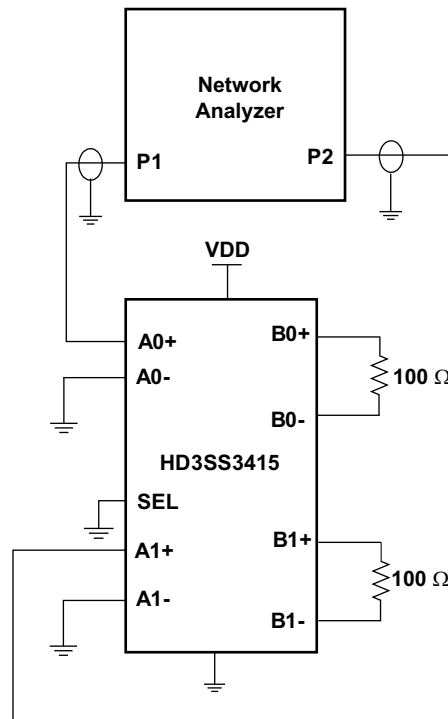 Network
Analyzer
P1
P2
VDD
A0+
B0+
A0-
100 Ω
B0-
HD3SS3415
SEL
A1+
B1+
100 Ω
A1-
B1-